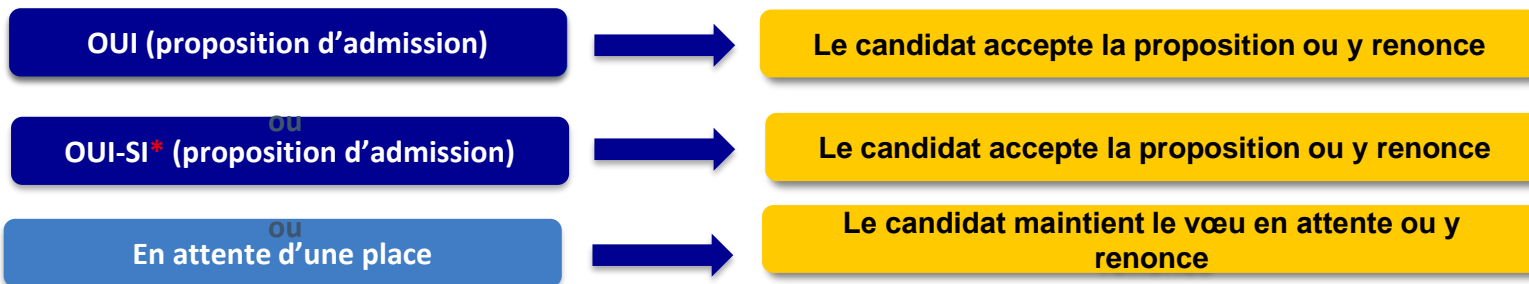 OUI (proposition d’admission)
Le candidat accepte la proposition ou y renonce
ou
OUI-SI* (proposition d’admission)
Le candidat accepte la proposition ou y renonce
ou
En attente d’une place
Le candidat maintient le vœu en attente ou y
renonce